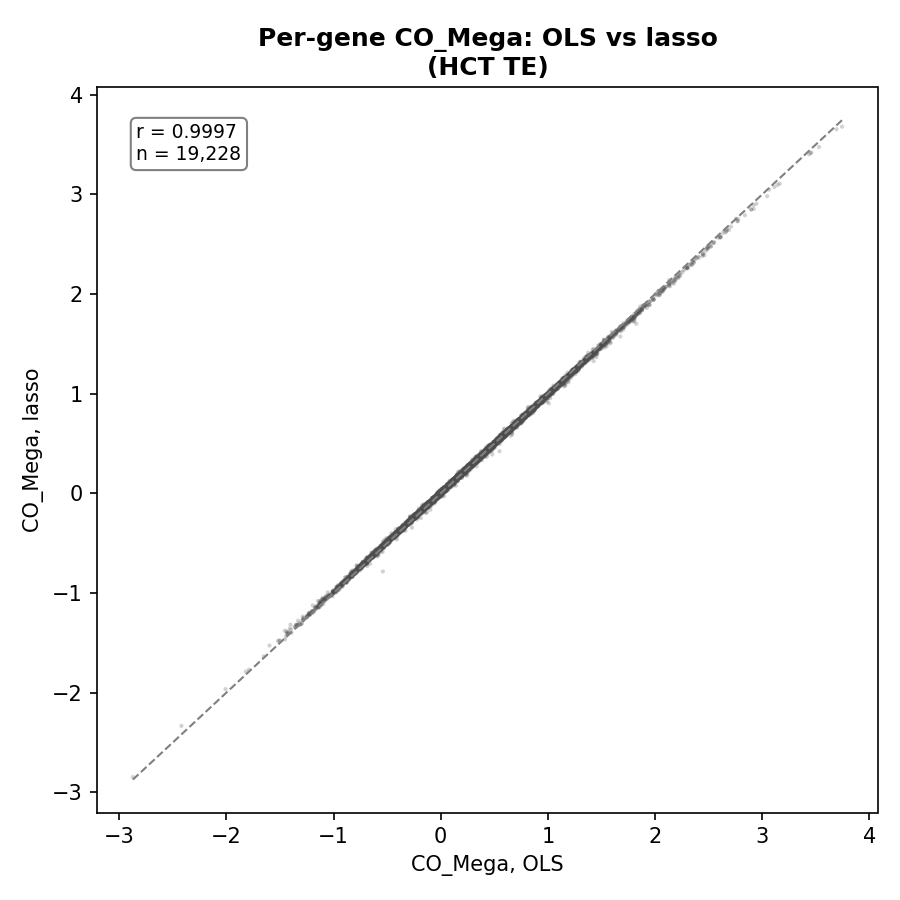 Per-gene CO_Mega: OLS vs lasso
(HCT TE)
r = 0.9997
n = 19,228
4
3
2
1
0
−1
−2
−3
CO_Mega, lasso
−3
−2
−1
0
1
2
3
4
CO_Mega, OLS